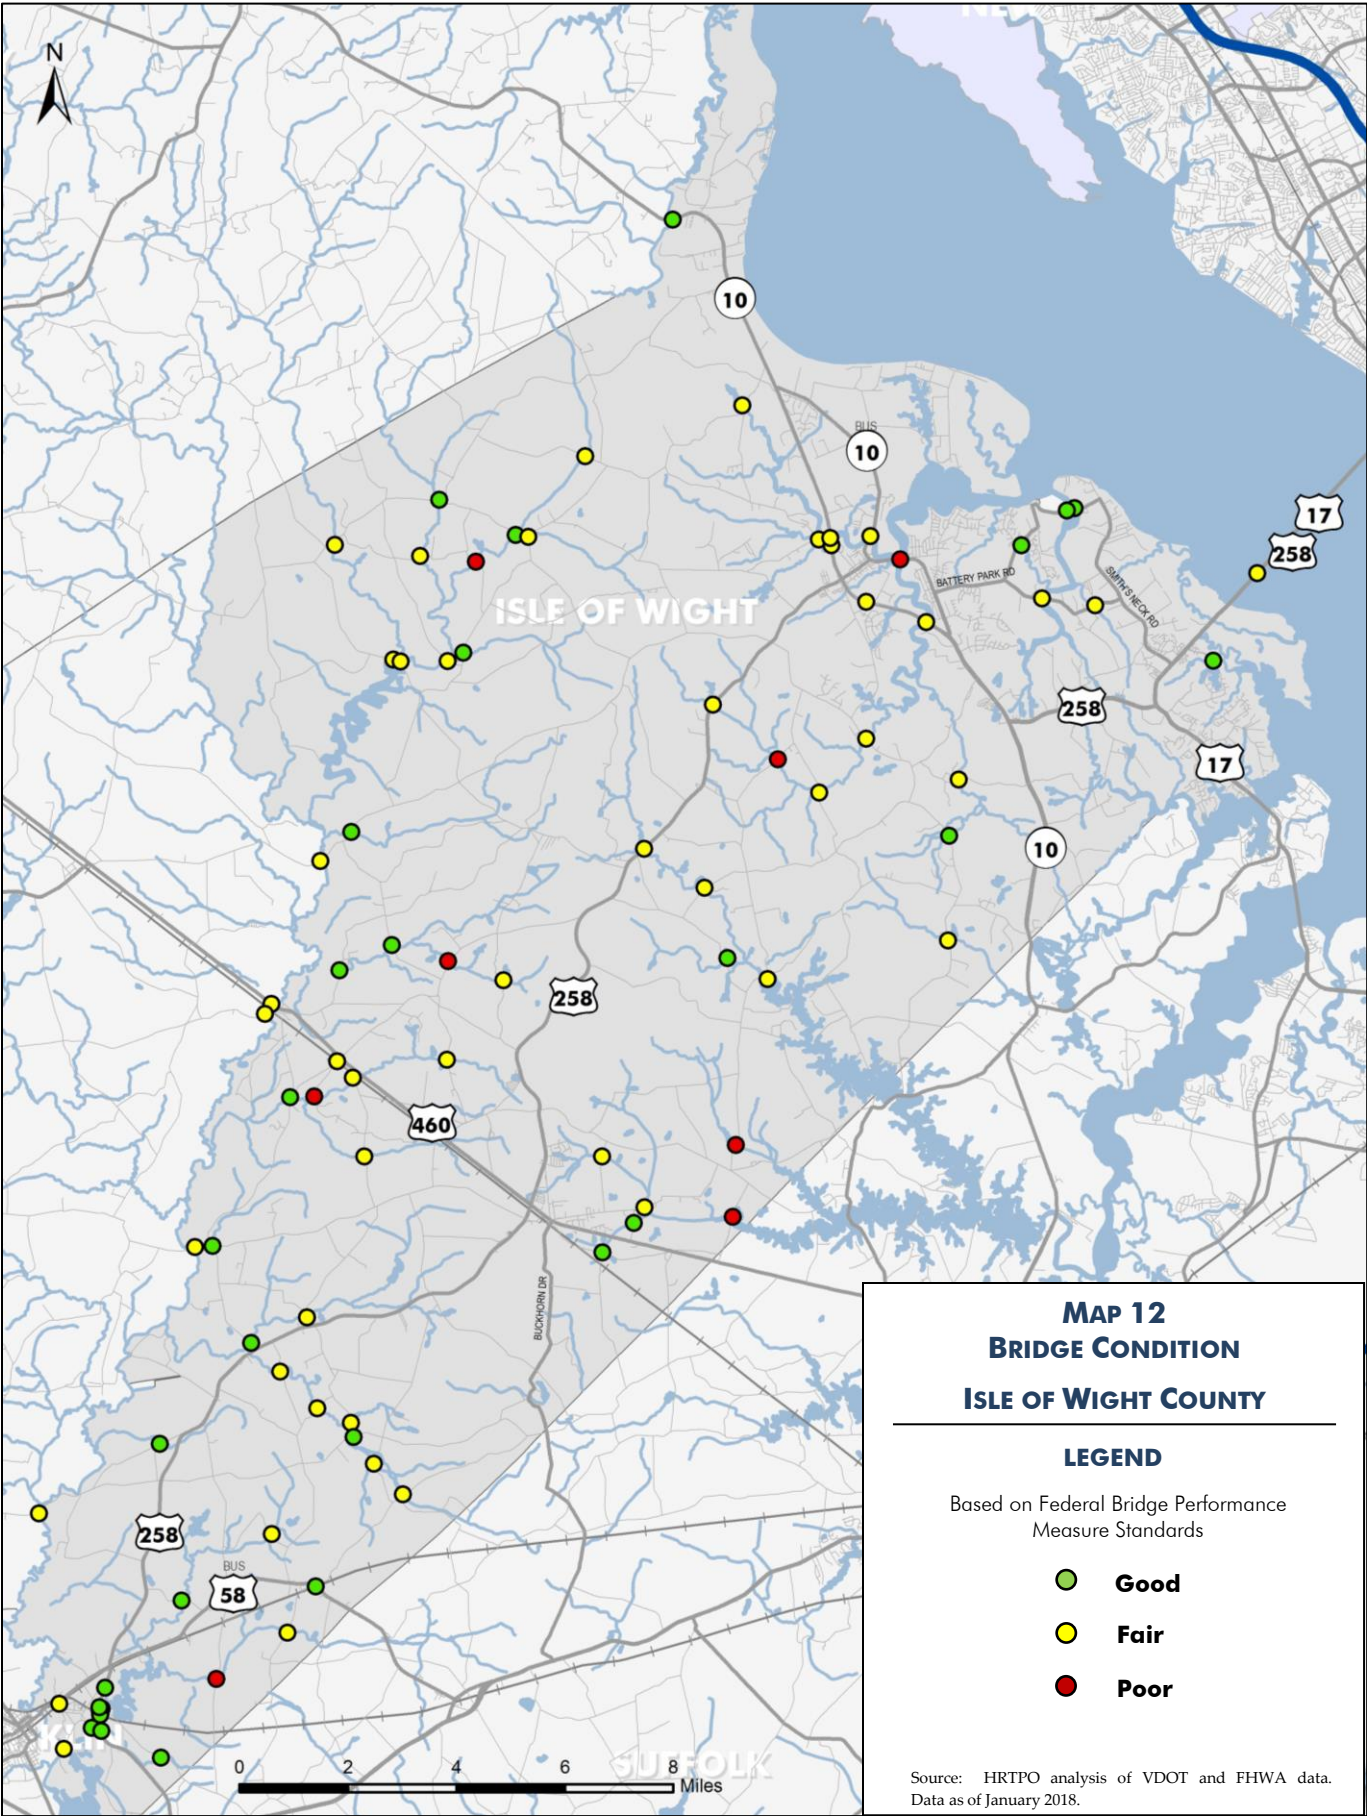 NEW
N
10
BUS
10
17
258
BATTERY PARK RD
SMITH'S NECK RD
ISLE OF WIGHT
258
17
10
258
460
BUCKHORN DR
258
BUS
58
KLIN
SUFFOLK
0 2 4 6 8
Miles
MAP 12
BRIDGE CONDITION
ISLE OF WIGHT COUNTY
LEGEND
Based on Federal Bridge Performance
Measure Standards
Good
Fair
Poor
Source: HRTPO analysis of VDOT and FHWA data.
Data as of January 2018.